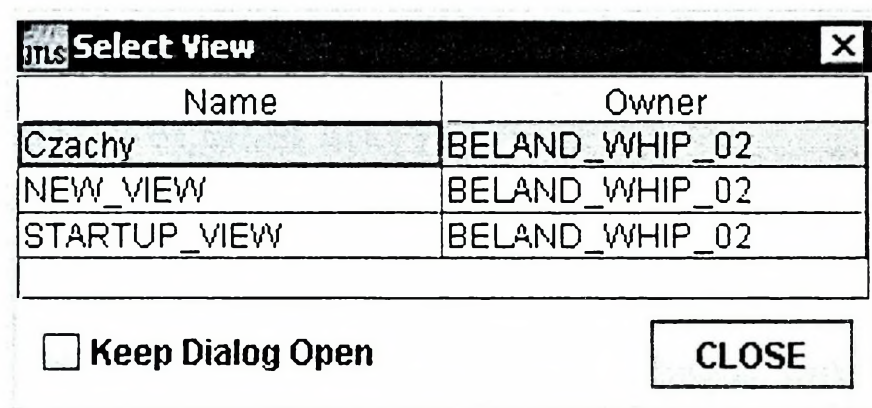 JTLS Select View
Name Owner
Czachy BELAND_WHIP_02
NEW_VIEW BELAND_WHIP_02
STARTUP_VIEW BELAND_WHIP_02
Keep Dialog Open CLOSE